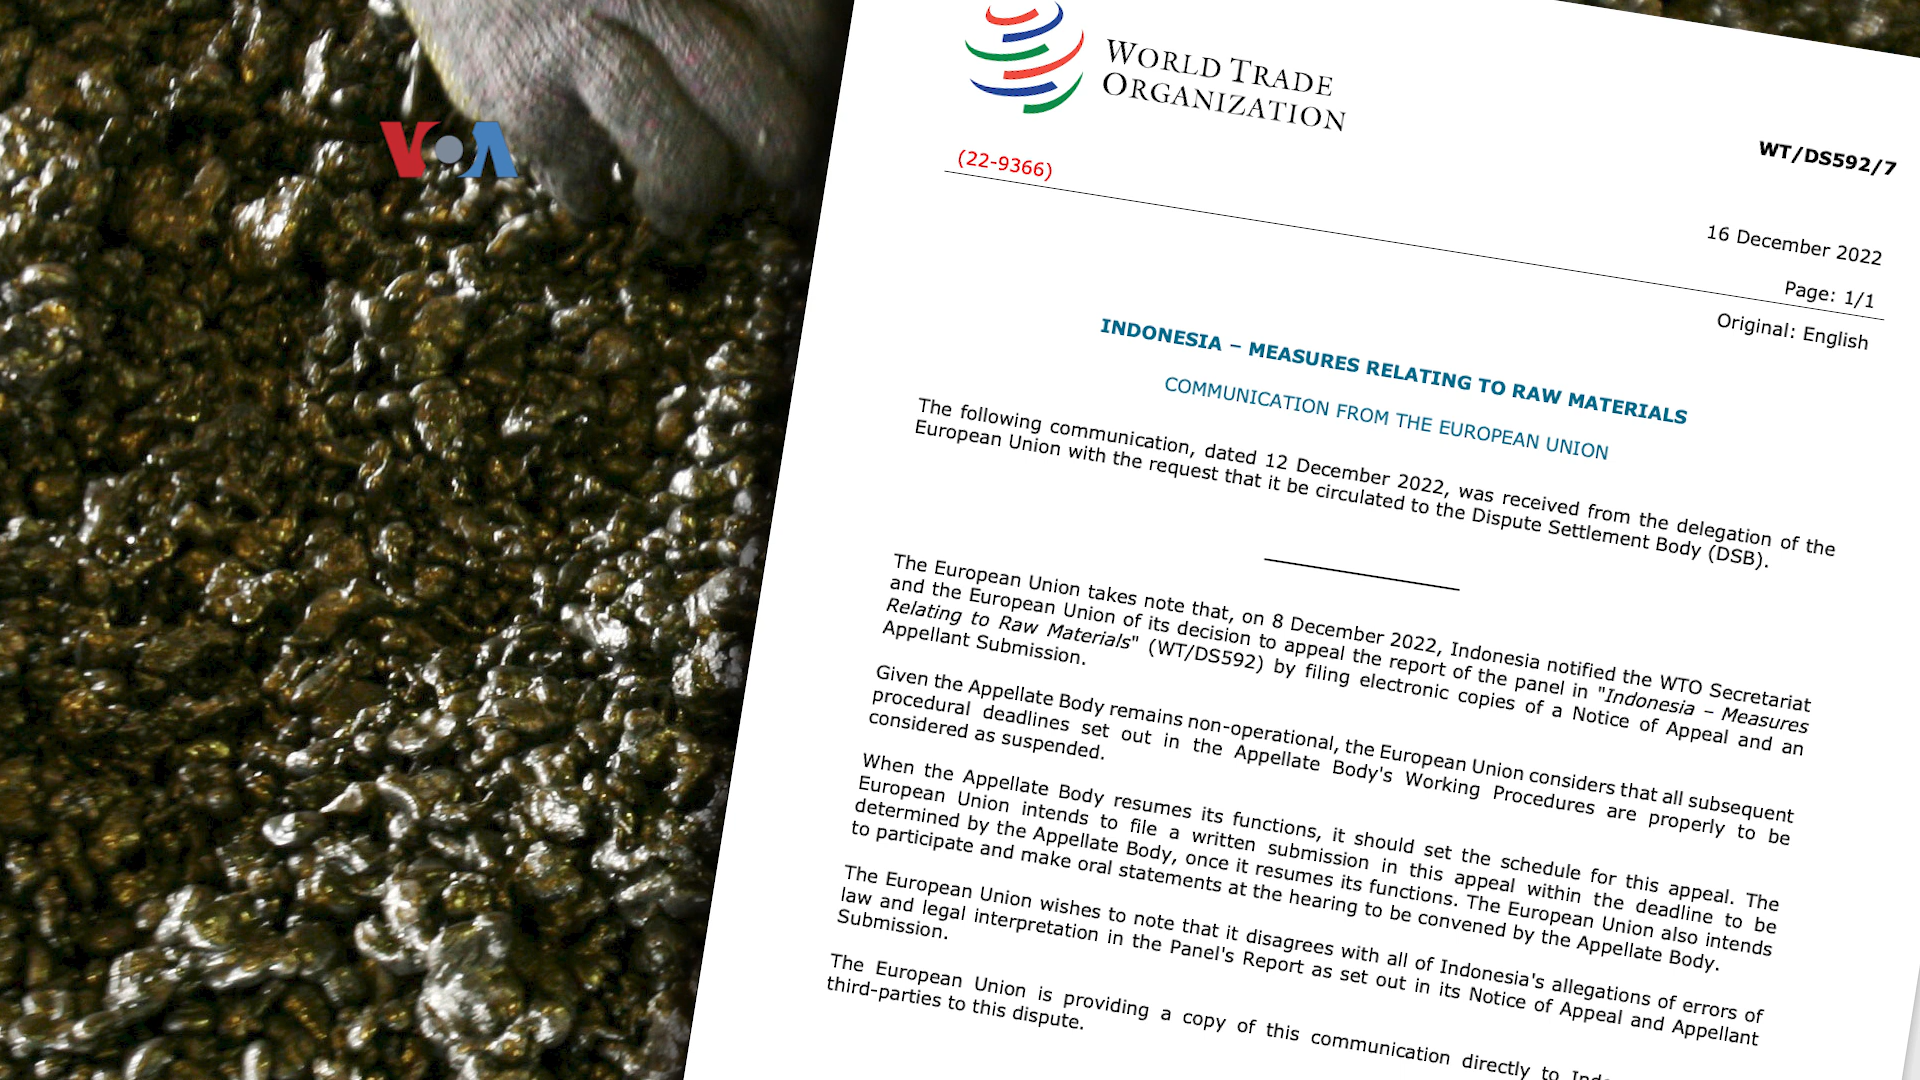 VOA
WORLD TRADE
ORGANIZATION
WT/DS592/7
(22-9366)
16 December 2022
Page: 1/1
Original: English
INDONESIA – MEASURES RELATING TO RAW MATERIALS
COMMUNICATION FROM THE EUROPEAN UNION
The following communication, dated 12 December 2022, was received from the delegation of the
European Union with the request that it be circulated to the Dispute Settlement Body (DSB).
The European Union takes note that, on 8 December 2022, Indonesia notified the WTO Secretariat
and the European Union of its decision to appeal the report of the panel in "Indonesia – Measures
Relating to Raw Materials" (WT/DS592) by filing electronic copies of a Notice of Appeal and an
Appellant Submission.
Given the Appellate Body remains non-operational, the European Union considers that all subsequent
procedural deadlines set out in the Appellate Body's Working Procedures are properly to be
considered as suspended.
When the Appellate Body resumes its functions, it should set the schedule for this appeal. The
European Union intends to file a written submission in this appeal within the deadline to be
determined by the Appellate Body, once it resumes its functions. The European Union also intends
to participate and make oral statements at the hearing to be convened by the Appellate Body.
The European Union wishes to note that it disagrees with all of Indonesia's allegations of errors of
law and legal interpretation in the Panel's Report as set out in its Notice of Appeal and Appellant
Submission.
The European Union is providing a copy of this communication directly to
third-parties to this dispute.